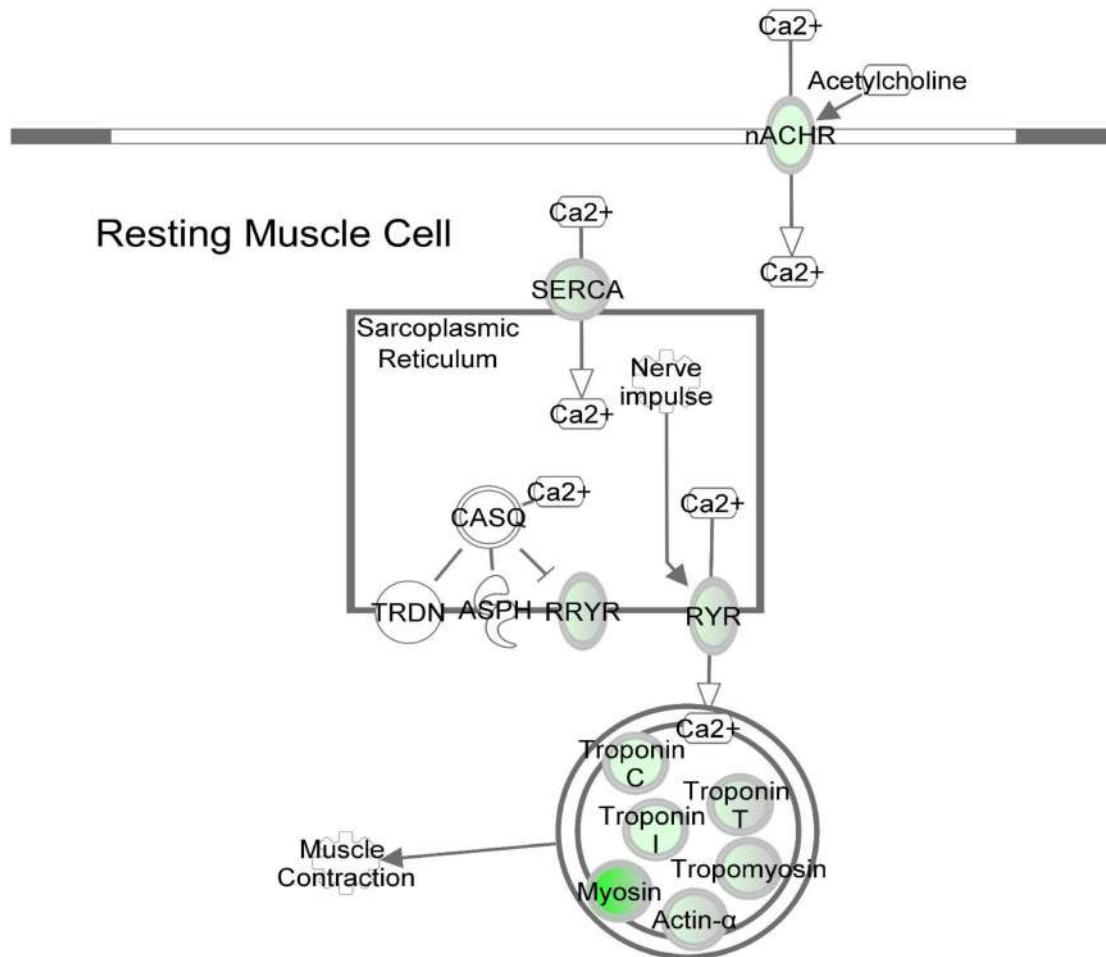 Ca2+
Acetylcholine
nACHR
Ca2+
Resting Muscle Cell
Ca2+
SERCA
Sarcoplasmic
Reticulum
Nerve
impulse
Ca2+
Ca2+
CASQ
Ca2+
TRDN
ASPH
RRYR
RYR
Ca2+
Troponin
C
Troponin
T
Troponin
I
Tropomyosin
Myosin
Actin-α
Muscle
Contraction